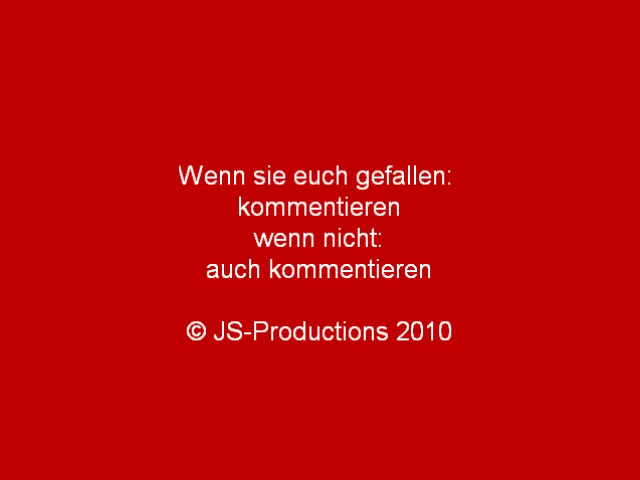 Wenn sie euch gefallen:
kommentieren
wenn nicht:
auch kommentieren
© JS-Productions 2010